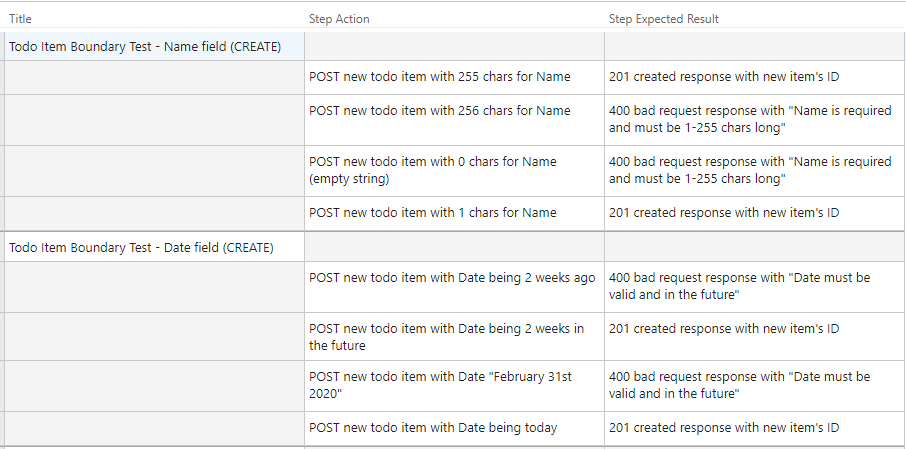 Title Step Action Step Expected Result
Todo Item Boundary Test - Name field (CREATE)
POST new todo item with 255 chars for Name 201 created response with new item's ID
POST new todo item with 256 chars for Name 400 bad request response with "Name is required
and must be 1-255 chars long"
POST new todo item with 0 chars for Name 400 bad request response with "Name is required
(empty string) and must be 1-255 chars long"
POST new todo item with 1 chars for Name 201 created response with new item's ID
Todo Item Boundary Test - Date field (CREATE)
POST new todo item with Date being 2 weeks ago 400 bad request response with "Date must be
valid and in the future"
POST new todo item with Date being 2 weeks in 201 created response with new item's ID
the future
POST new todo item with Date "February 31st 400 bad request response with "Date must be
2020" valid and in the future"
POST new todo item with Date being today 201 created response with new item's ID